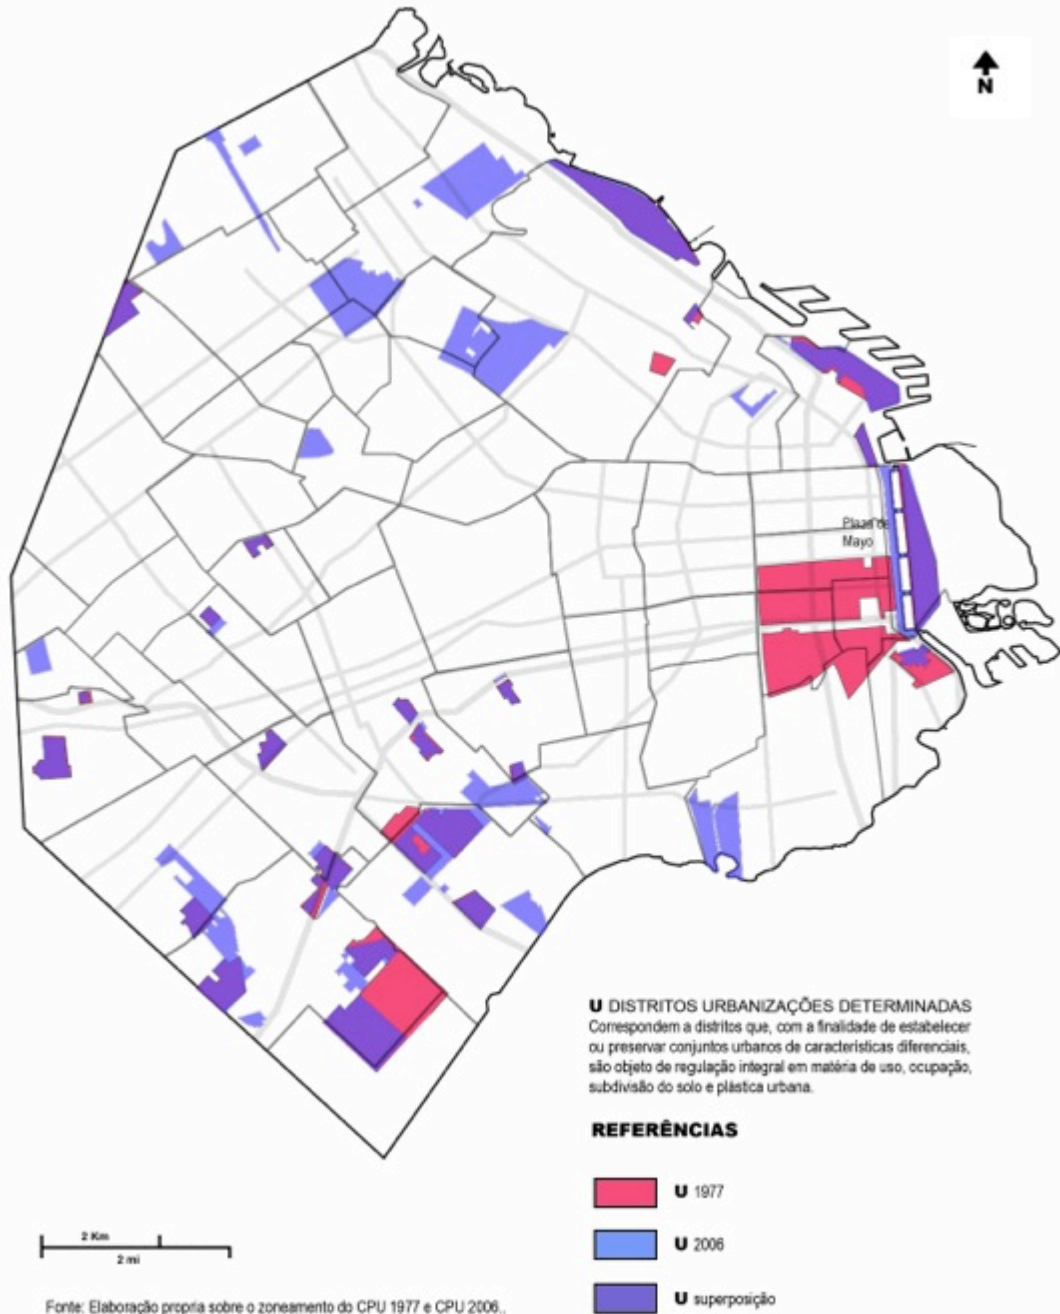 N
Plaza de
Mayo
U DISTRITOS URBANIZAÇÕES DETERMINADAS
Correspondem a distritos que, com a finalidade de estabelecer
ou preservar conjuntos urbanos de características diferenciais,
são objeto de regulação integral em matéria de uso, ocupação,
subdivisão do solo e plástica urbana.
REFERÊNCIAS
U 1977
U 2006
U superposição
2 Km
2 mi
Fonte: Elaboração propria sobre o zoneamento do CPU 1977 e CPU 2006..